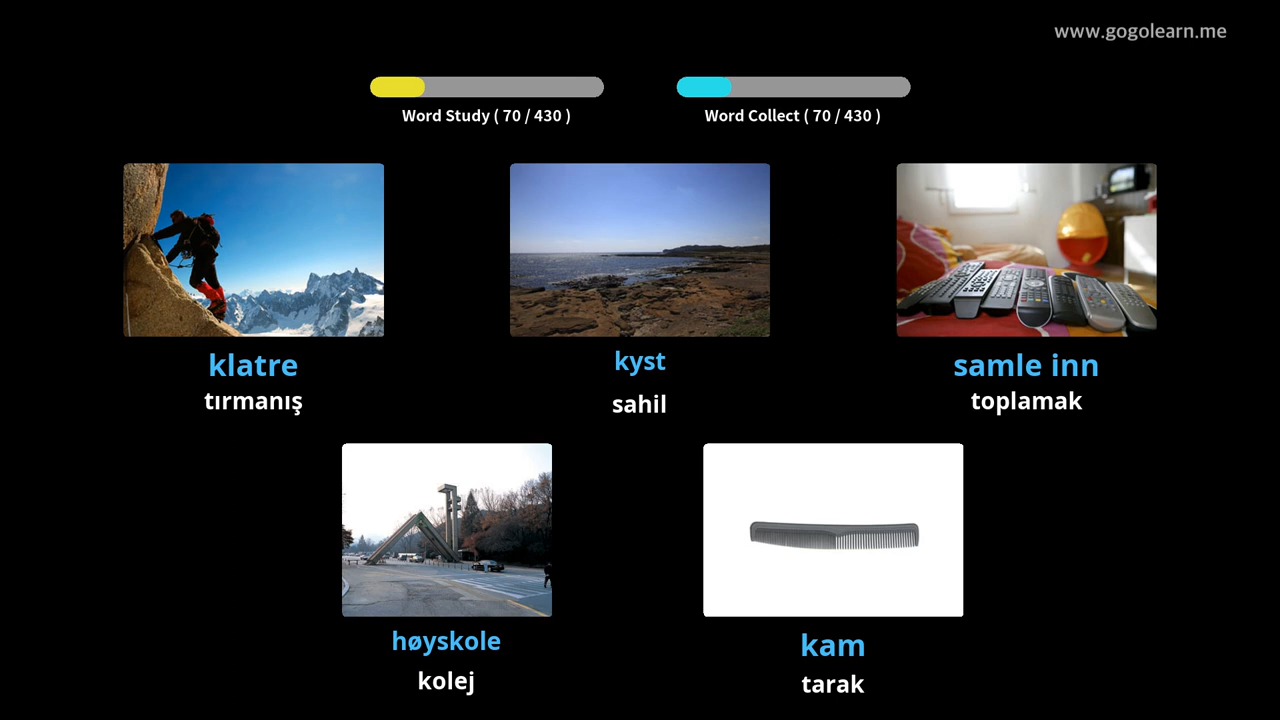 www.gogolearn.me
Word Study ( 70 / 430 )
Word Collect ( 70 / 430 )
klatre
tırmanış
kyst
sahil
samle inn
toplamak
høyskole
kolej
kam
tarak